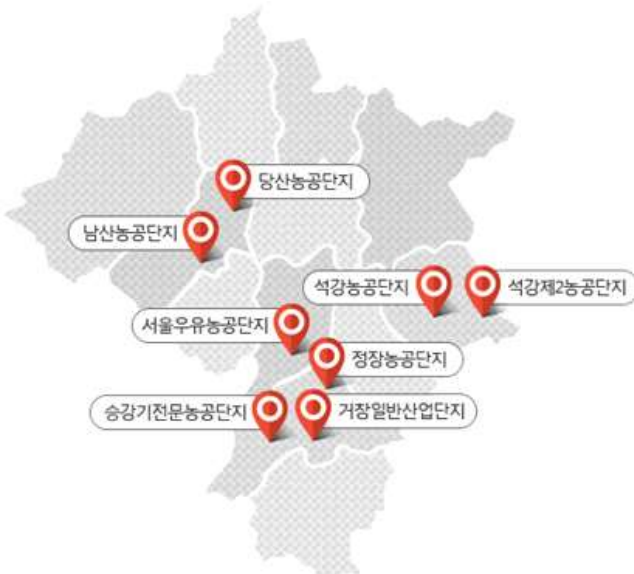 당산농공단지
남산농공단지
석강농공단지
석강제2농공단지
서울우유농공단지
정장농공단지
승강기전문농공단지
거창일반산업단지